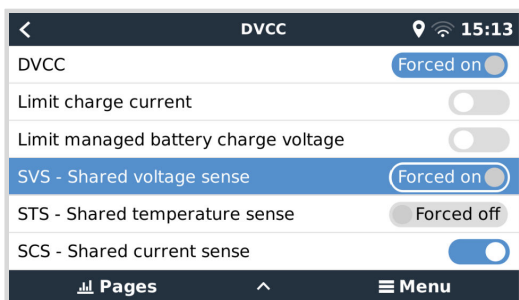 DVCC 15:13
DVCC Forced on
Limit charge current
Limit managed battery charge voltage
SVS - Shared voltage sense Forced on
STS - Shared temperature sense Forced off
SCS - Shared current sense
Pages Menu